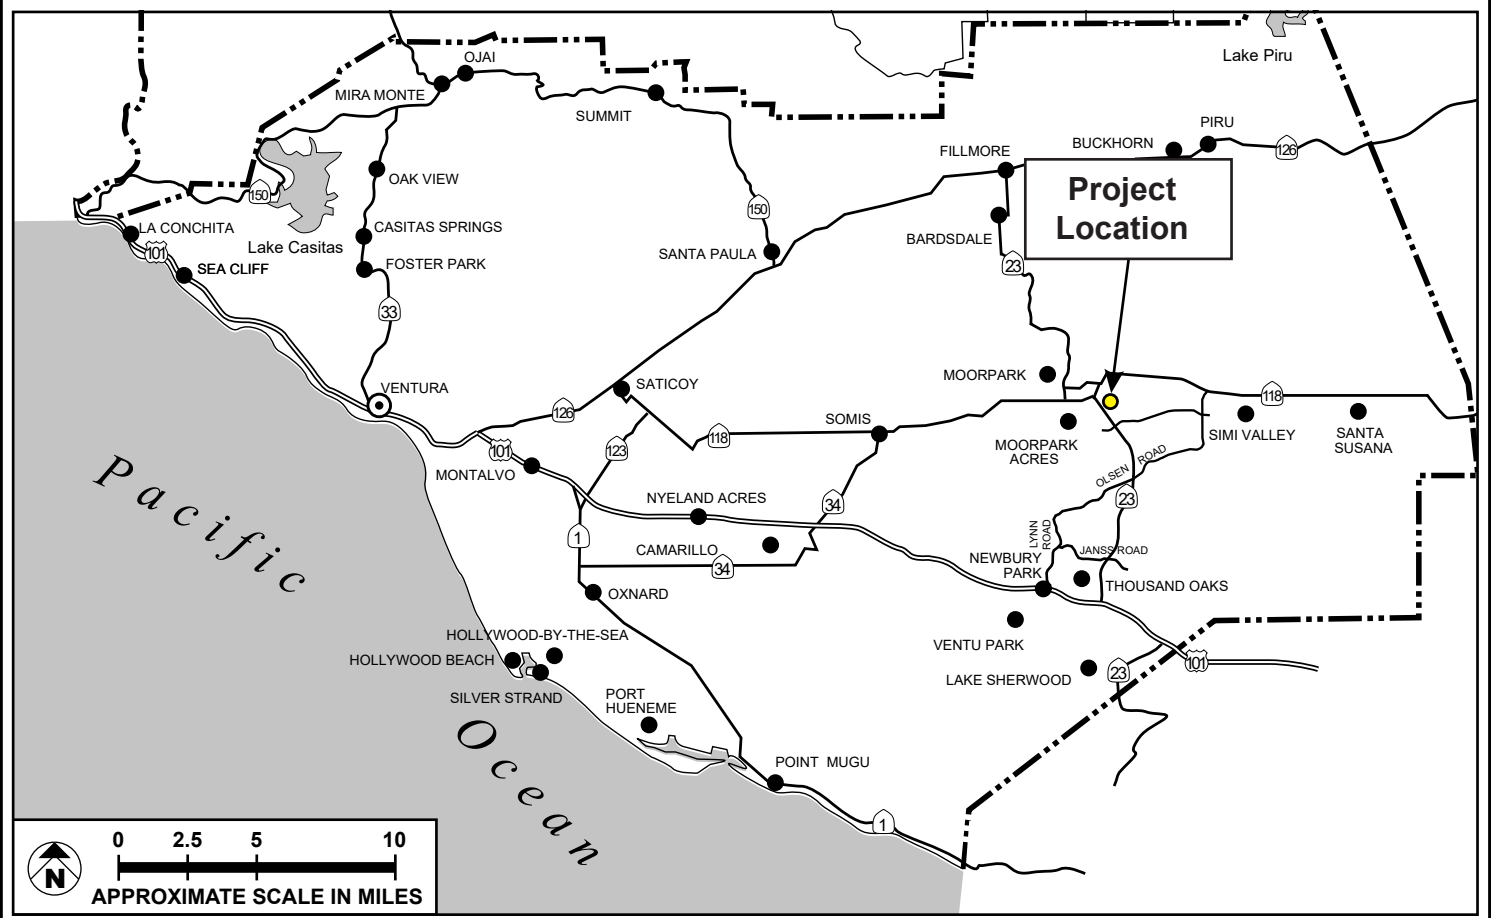 Lake Piru
OJAI
MIRA MONTE
SUMMIT
PIRU
BUCKHORN
126
FILLMORE
Project
Location
OAK VIEW
150
150
LA CONCHITA
CASITAS SPRINGS
Lake Casitas
BARDSDALE
101
SANTA PAULA
SEA CLIFF
FOSTER PARK
23
33
MOORPARK
VENTURA
SATICOY
118
126
SOMIS
118
MOORPARK
ACRES
SIMI VALLEY
SANTA
SUSANA
123
101
MONTALVO
OLSEN ROAD
Pacific
NYELAND ACRES
34
23
1
LYNN
ROAD
CAMARILLO
JANSS ROAD
34
NEWBURY
PARK
THOUSAND OAKS
OXNARD
HOLLYWOOD-BY-THE-SEA
VENTU PARK
HOLLYWOOD BEACH
101
LAKE SHERWOOD
23
SILVER STRAND
PORT
HUENEME
Ocean
POINT MUGU
1
0 2.5 5 10
N
APPROXIMATE SCALE IN MILES